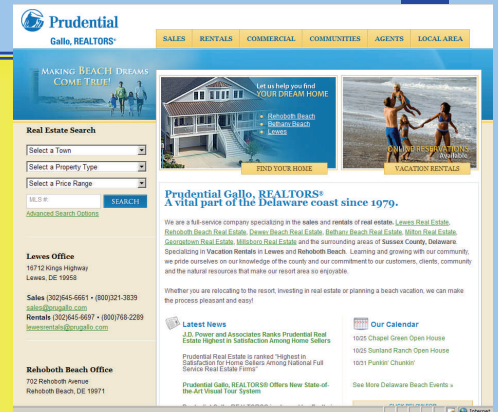 Prudential
Gallo, REALTORS®
SALES
RENTALS
COMMERCIAL
COMMUNITIES
AGENTS
LOCAL AREA
MAKING BEACH DREAMS
COME TRUE!
Let us help you find
YOUR DREAM HOME
Rehoboth Beach
Bethany Beach
Lewes
FIND YOUR HOME
ONLINE RESERVATIONS
Available
VACATION RENTALS
Real Estate Search
Select a Town
Select a Property Type
Select a Price Range
MLS #:
SEARCH
Advanced Search Options
Lewes Office
16712 Kings Highway
Lewes, DE 19958
Sales (302)645-6661 • (800)321-3839
sales@prugallo.com
Rentals (302)645-6697 • (800)768-2289
lewesrentals@prugallo.com
Rehoboth Beach Office
702 Rehoboth Avenue
Rehoboth Beach, DE 19971
Prudential Gallo, REALTORS®
A vital part of the Delaware coast since 1979.
We are a full-service company specializing in the sales and rentals of real estate. Lewes Real Estate,
Rehoboth Beach Real Estate, Dewey Beach Real Estate, Bethany Beach Real Estate, Milton Real Estate,
Georgetown Real Estate, Millsboro Real Estate and the surrounding areas of Sussex County, Delaware.
Specializing in Vacation Rentals in Lewes and Rehoboth Beach. Learning and growing with our community,
we pride ourselves on our knowledge of the county and our commitment to our customers, clients, community
and the natural resources that make our resort area so enjoyable.
Whether you are relocating to the resort, investing in real estate or planning a beach vacation, we can make
the process pleasant and easy!
Latest News
J.D. Power and Associates Ranks Prudential Real
Estate Highest in Satisfaction Among Home Sellers
Prudential Real Estate is ranked "Highest in
Satisfaction for Home Sellers Among National Full
Service Real Estate Firms"
Prudential Gallo, REALTORS® Offers New State-of-
the-Art Visual Tour System
Our Calendar
10/25 Chapel Green Open House
10/25 Sunland Ranch Open House
10/31 Punkin' Chunkin'
See More Delaware Beach Events »
Internet